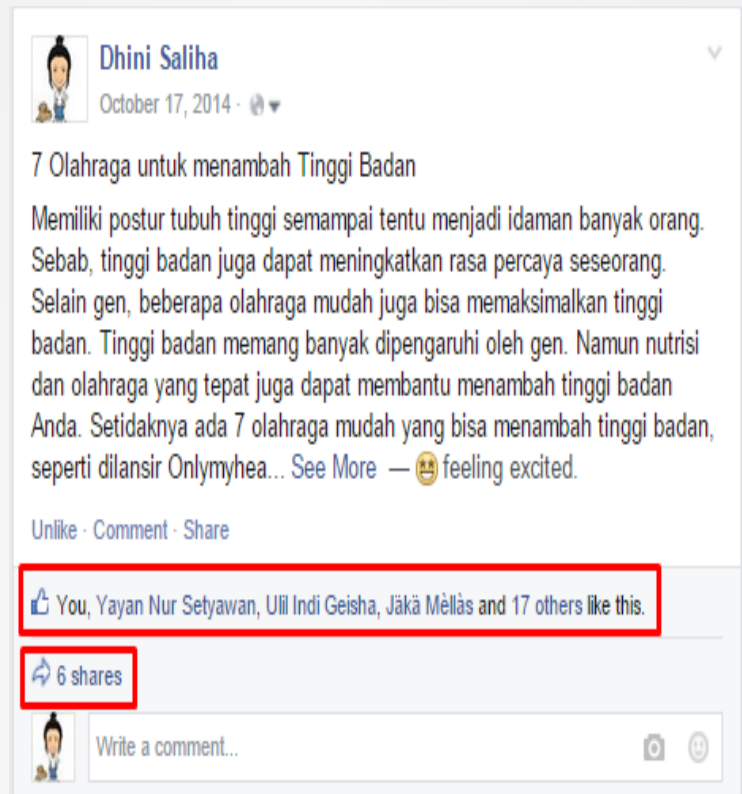 Dhini Saliha
October 17, 2014 ·
7 Olahraga untuk menambah Tinggi Badan
Memiliki postur tubuh tinggi semampai tentu menjadi idaman banyak orang.
Sebab, tinggi badan juga dapat meningkatkan rasa percaya seseorang.
Selain gen, beberapa olahraga mudah juga bisa memaksimalkan tinggi
badan. Tinggi badan memang banyak dipengaruhi oleh gen. Namun nutrisi
dan olahraga yang tepat juga dapat membantu menambah tinggi badan
Anda. Setidaknya ada 7 olahraga mudah yang bisa menambah tinggi badan,
seperti dilansir Onlymyhea... See More — feeling excited.
Unlike · Comment · Share
You, Yayan Nur Setyawan, Ulil Indi Geisha, Jäkä Mèllàs and 17 others like this.
6 shares
Write a comment...